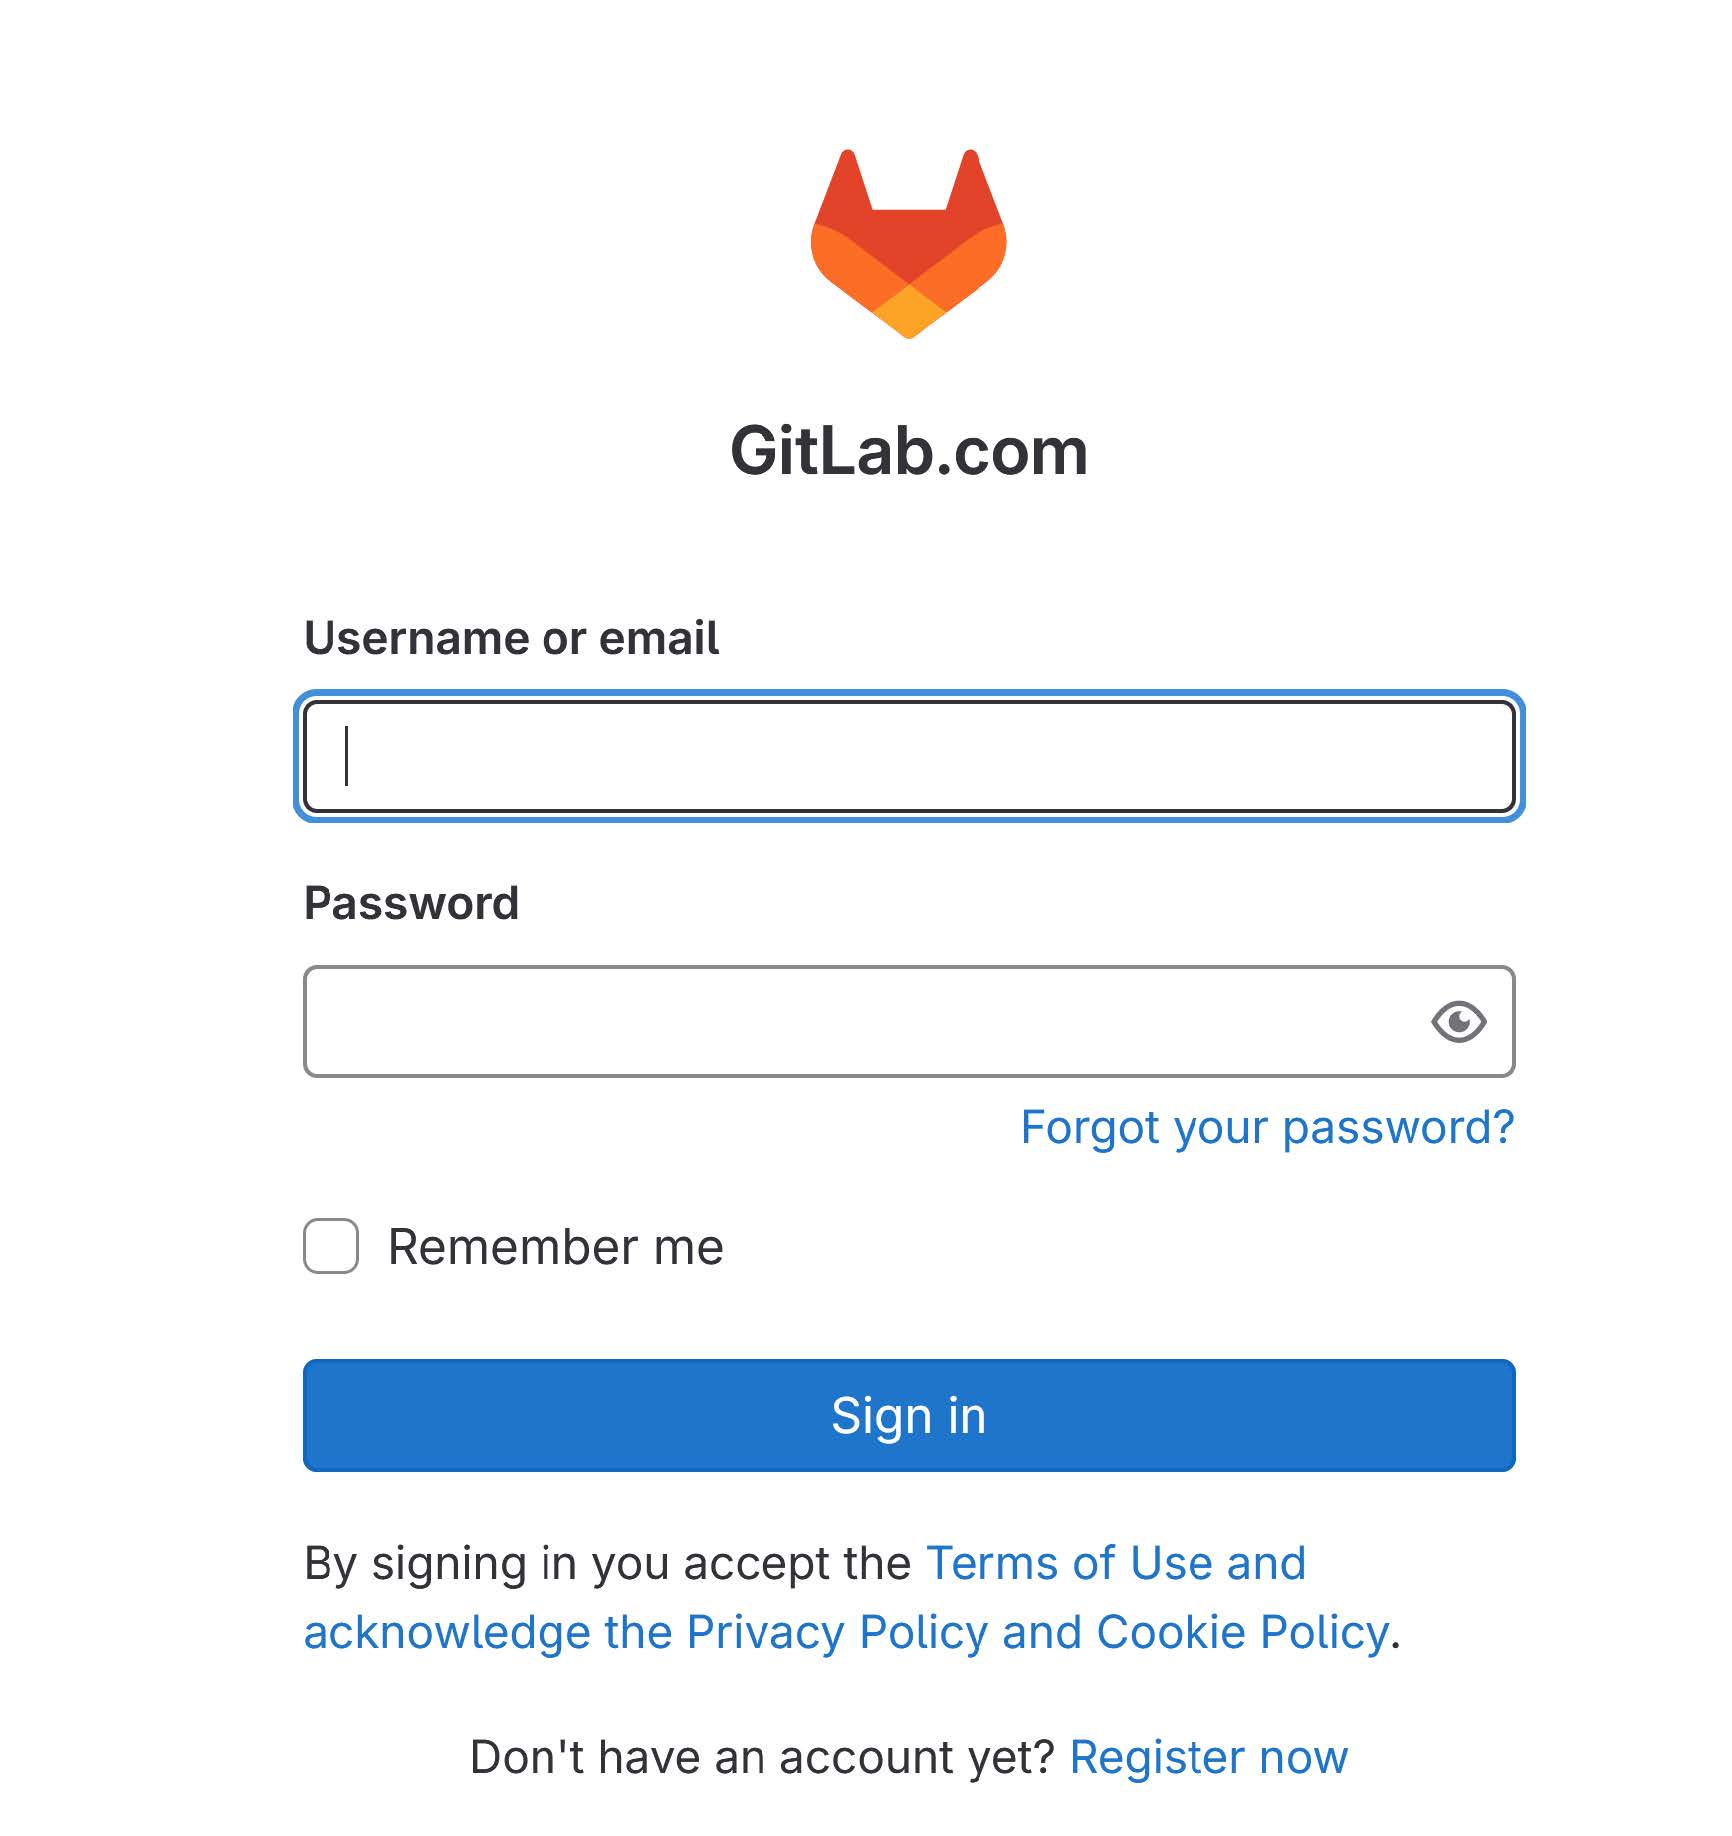 GitLab.com
Username or email
Password
Forgot your password?
Remember me
Sign in
By signing in you accept the Terms of Use and
acknowledge the Privacy Policy and Cookie Policy.
Don't have an account yet? Register now